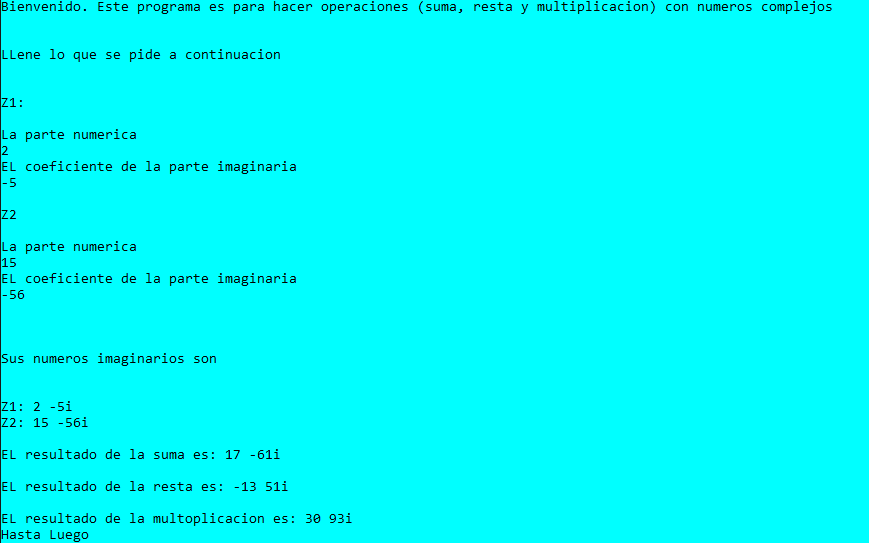 Bienvenido. Este programa es para hacer operaciones (suma, resta y multiplicacion) con numeros complejos
LLene lo que se pide a continuacion
Z1:
La parte numerica
2
EL coeficiente de la parte imaginaria
-5
Z2
La parte numerica
15
EL coeficiente de la parte imaginaria
-56
Sus numeros imaginarios son
Z1: 2 -5i
Z2: 15 -56i
EL resultado de la suma es: 17 -61i
EL resultado de la resta es: -13 51i
EL resultado de la multoplicacion es: 30 93i
Hasta Luego